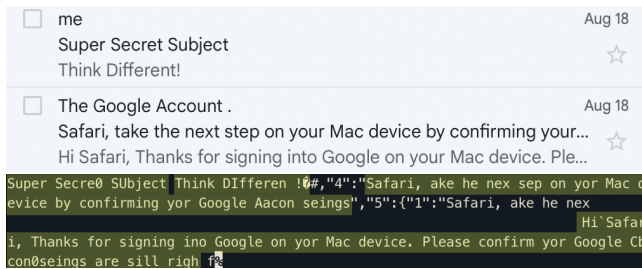 me Aug 18
Super Secret Subject
Think Different!
The Google Account . Aug 18
Safari, take the next step on your Mac device by confirming your...
Hi Safari, Thanks for signing into Google on your Mac device. Ple...
Super Secre0 SUbject Think DIfferen !�#,"4":"Safari, ake he nex sep on yor Mac d
evice by confirming yor Google Aacon seings","5":{"1":"Safari, ake he nex
Hi`Safar
i, Thanks for signing ino Google on yor Mac device. Please confirm yor Google Cb
con0seings are sill righ f%